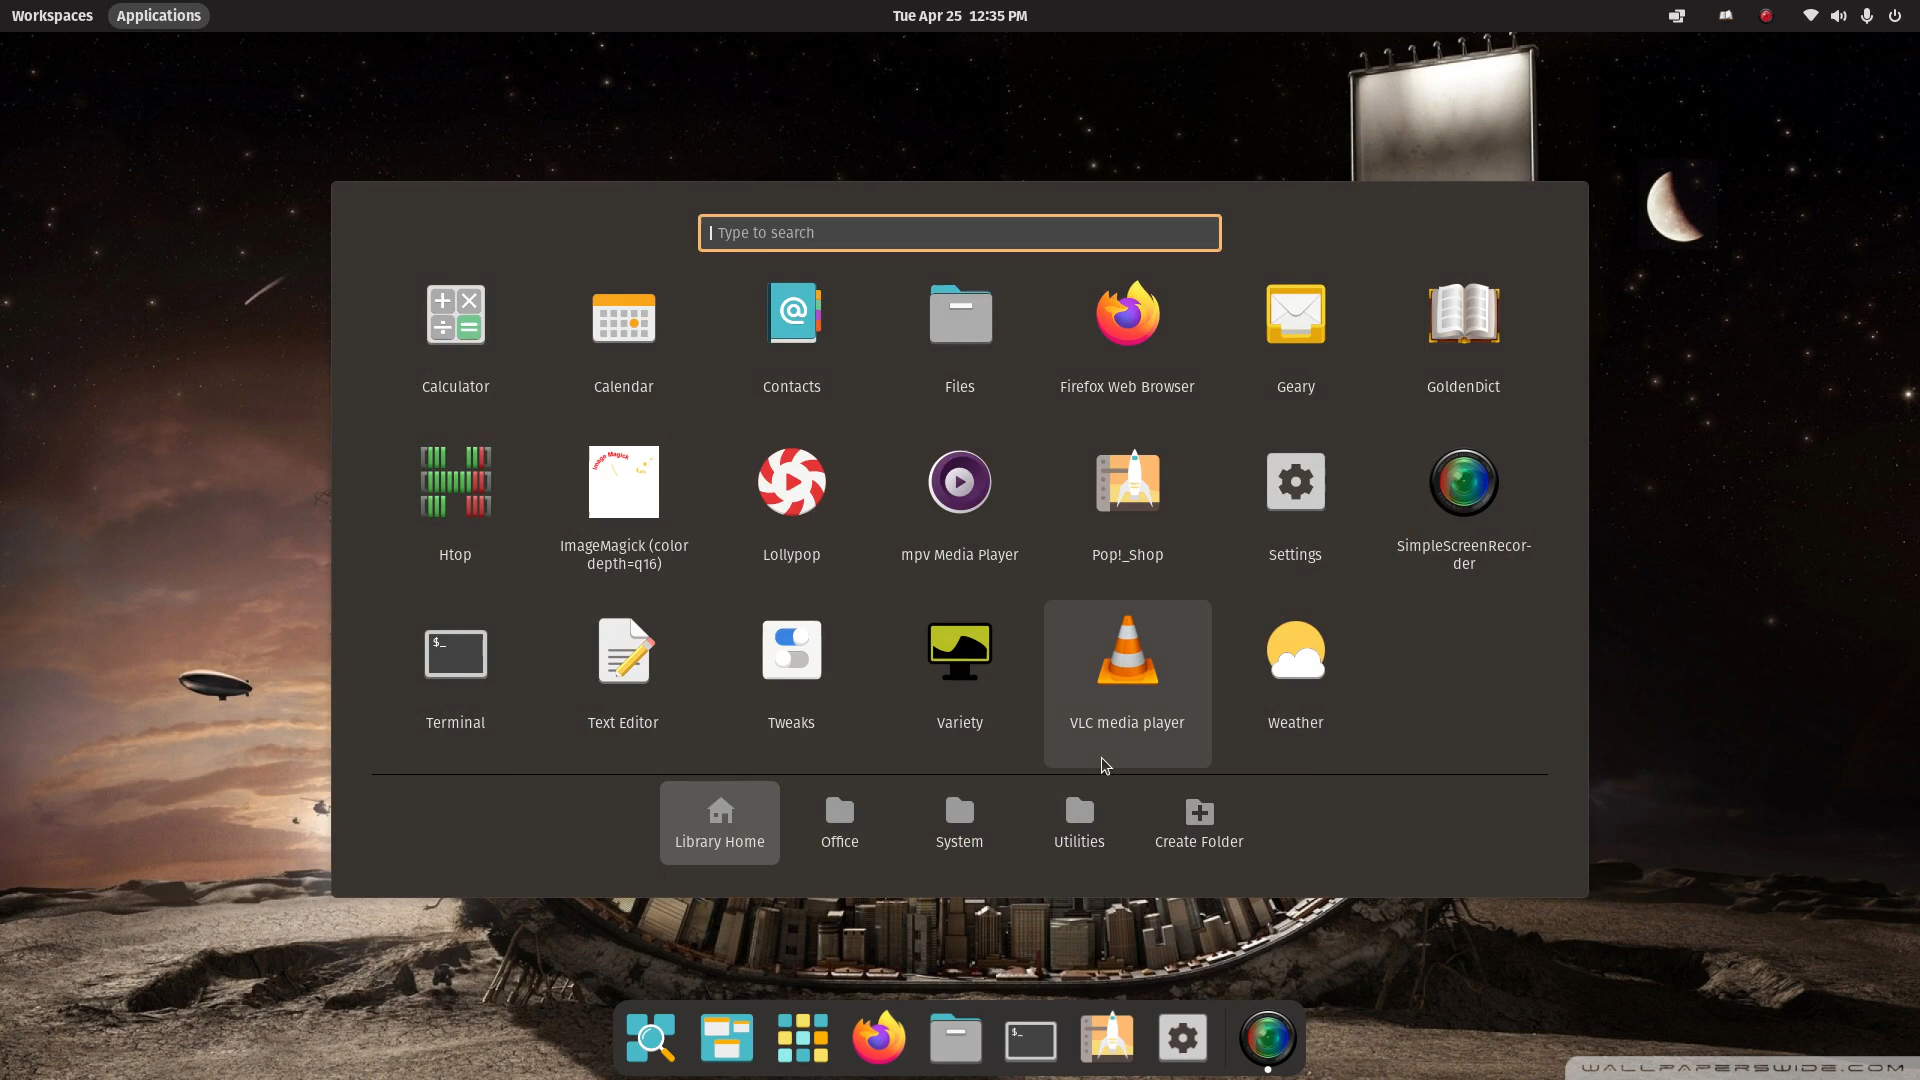 Workspaces Applications Tue Apr 25 12:35 PM
Type to search
Calculator Calendar Contacts Files Firefox Web Browser Geary GoldenDict
Image Magick
Htop ImageMagick (color Lollypop mpv Media Player Pop!_Shop Settings SimpleScreenRecor-
depth=q16) der
$_
Terminal Text Editor Tweaks Variety VLC media player Weather
Library Home Office System Utilities Create Folder
$_
WALLPAPERSWIDE.COM